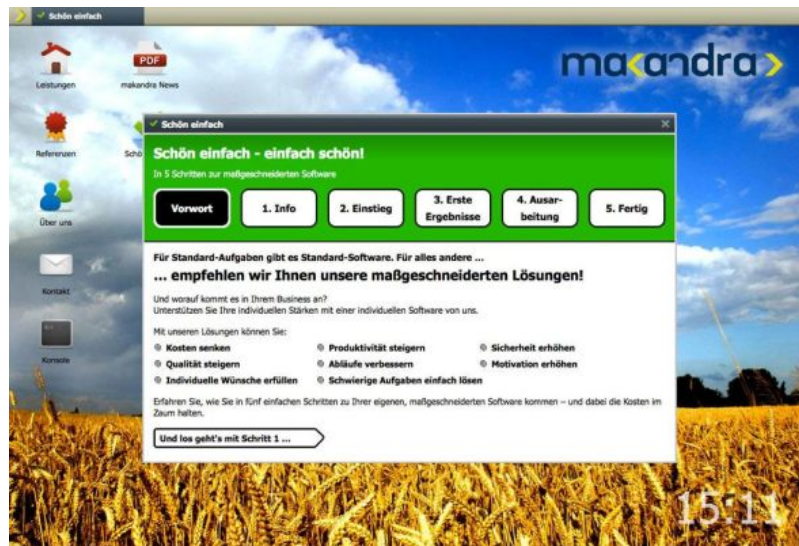 Schön einfach
makandra>
Leistungen
PDF
makandra News
Referenzen
Über uns
Kontakt
Konsole
Schön einfach
Schön einfach - einfach schön!
In 5 Schritten zur maßgeschneiderten Software
Vorwort
1. Info
2. Einstieg
3. Erste
Ergebnisse
4. Ausar-
beitung
5. Fertig
Für Standard-Aufgaben gibt es Standard-Software. Für alles andere ...
... empfehlen wir Ihnen unsere maßgeschneiderten Lösungen!
Und worauf kommt es in Ihrem Business an?
Unterstützen Sie Ihre individuellen Stärken mit einer individuellen Software von uns.
Mit unseren Lösungen können Sie:
Kosten senken
Produktivität steigern
Sicherheit erhöhen
Qualität steigern
Abläufe verbessern
Motivation erhöhen
Individuelle Wünsche erfüllen
Schwierige Aufgaben einfach lösen
Erfahren Sie, wie Sie in fünf einfachen Schritten zu Ihrer eigenen, maßgeschneiderten Software kommen – und dabei die Kosten im
Zaum halten.
Und los geht's mit Schritt 1 ...
15:11